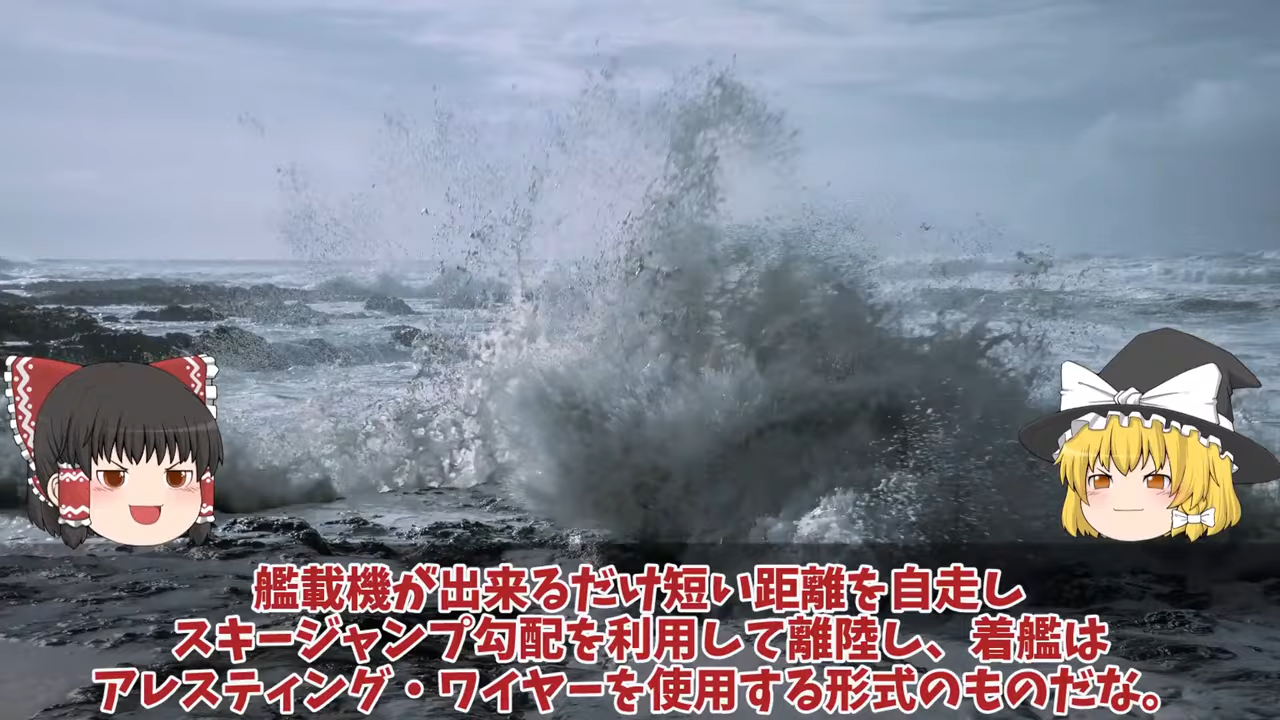 艦載機が出来るだけ短い距離を自走し
スキージャンプ勾配を利用して離陸し、着艦は
アレスティング・ワイヤーを使用する形式のものだな。